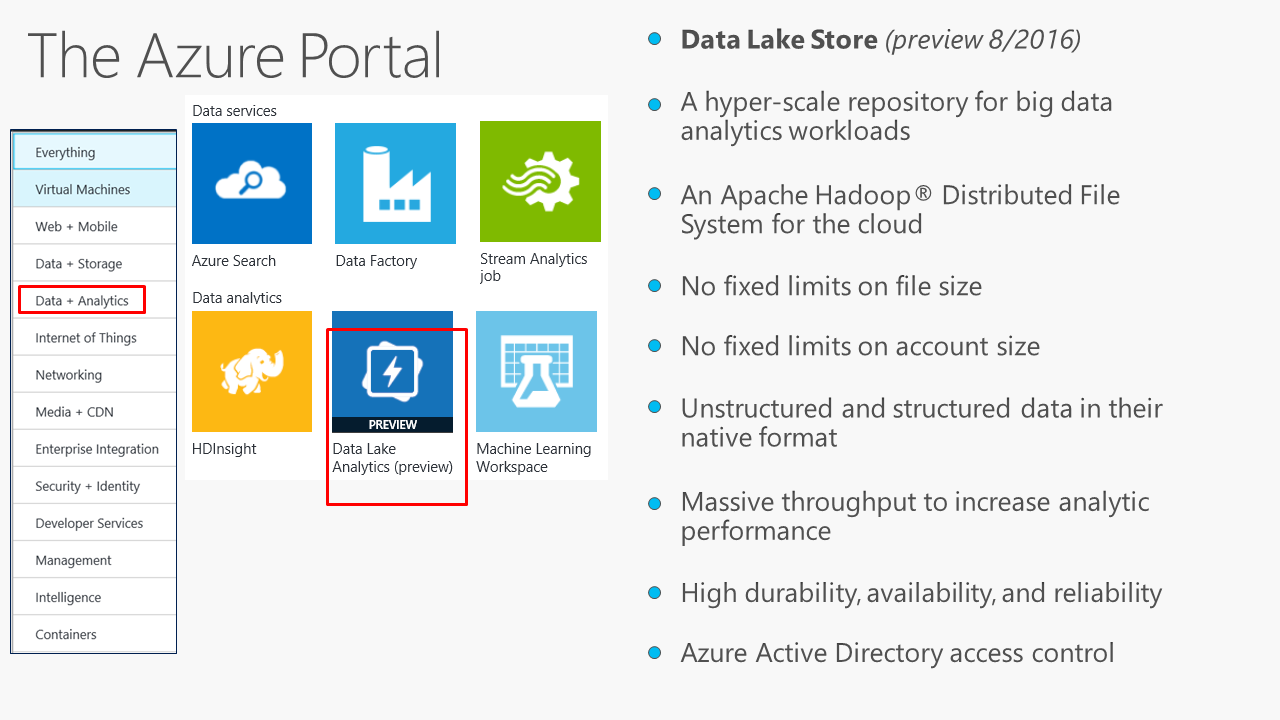 The Azure Portal
Everything
Virtual Machines
Web + Mobile
Data + Storage
Data + Analytics
Internet of Things
Networking
Media + CDN
Enterprise Integration
Security + Identity
Developer Services
Management
Intelligence
Containers
Data services
Azure Search
Data Factory
Stream Analytics
job
Data analytics
HDInsight
PREVIEW
Data Lake
Analytics (preview)
Machine Learning
Workspace
Data Lake Store (preview 8/2016)
A hyper-scale repository for big data
analytics workloads
An Apache Hadoop® Distributed File
System for the cloud
No fixed limits on file size
No fixed limits on account size
Unstructured and structured data in their
native format
Massive throughput to increase analytic
performance
High durability, availability, and reliability
Azure Active Directory access control